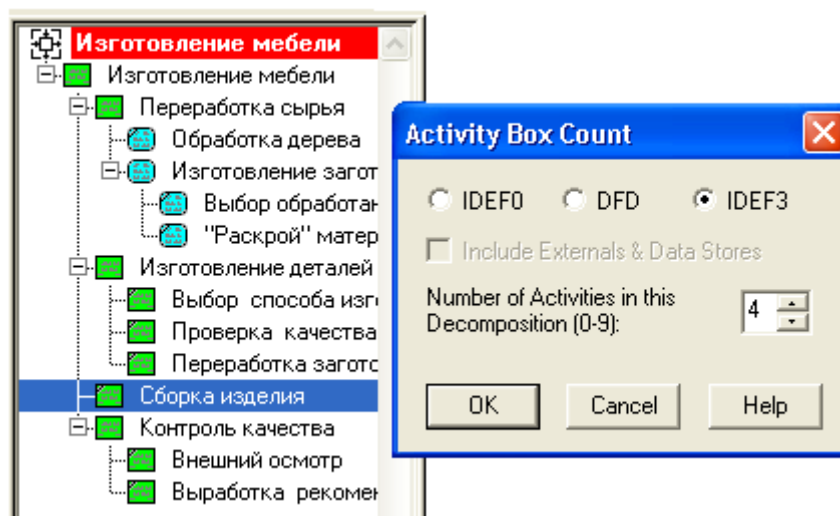 Изготовление мебели
Изготовление мебели
Переработка сырья
Обработка дерева
Изготовление загот
Выбор обработан
"Раскрой" матер
Изготовление деталей
Выбор способа изг
Проверка качества
Переработка загото
Сборка изделия
Контроль качества
Внешний осмотр
Выработка рекомен
Activity Box Count
IDEF0 DFD IDEF3
Include Externals & Data Stores
Number of Activities in this
Decomposition (0-9):
4
OK Cancel Help